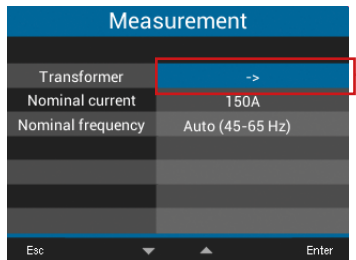 Measurement
Transformer ->
Nominal current 150A
Nominal frequency Auto (45-65 Hz)
Esc Enter